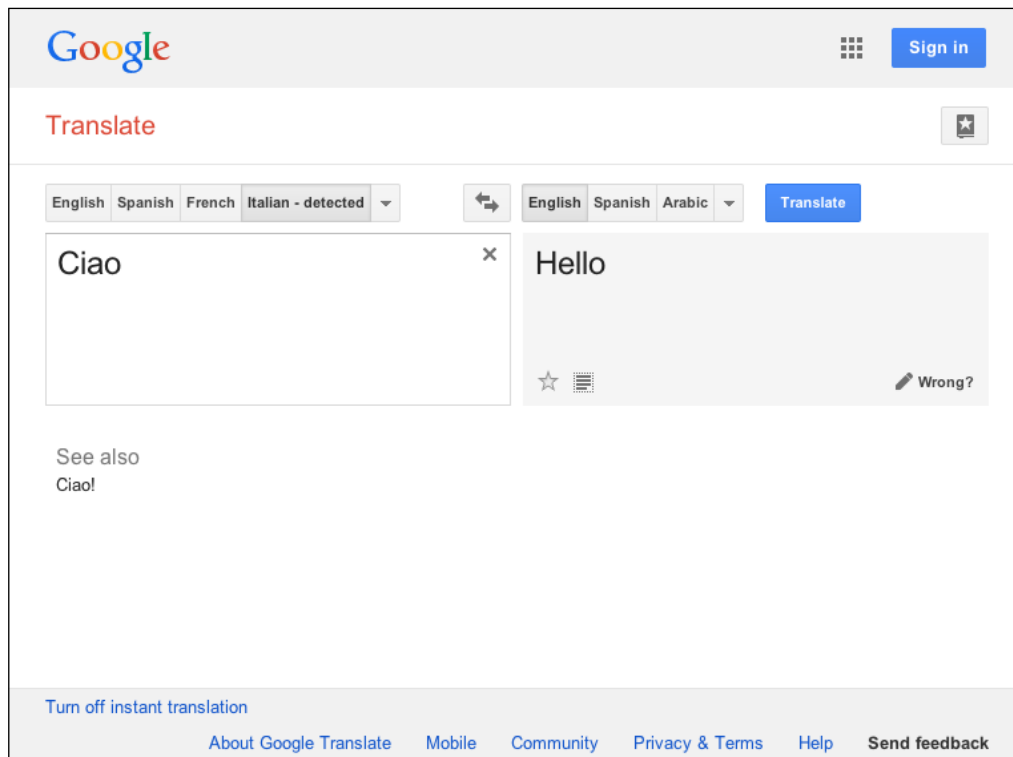 Google
Sign in
Translate
English Spanish French Italian - detected English Spanish Arabic Translate
Ciao
Hello
Wrong?
See also
Ciao!
Turn off instant translation
About Google Translate Mobile Community Privacy & Terms Help Send feedback